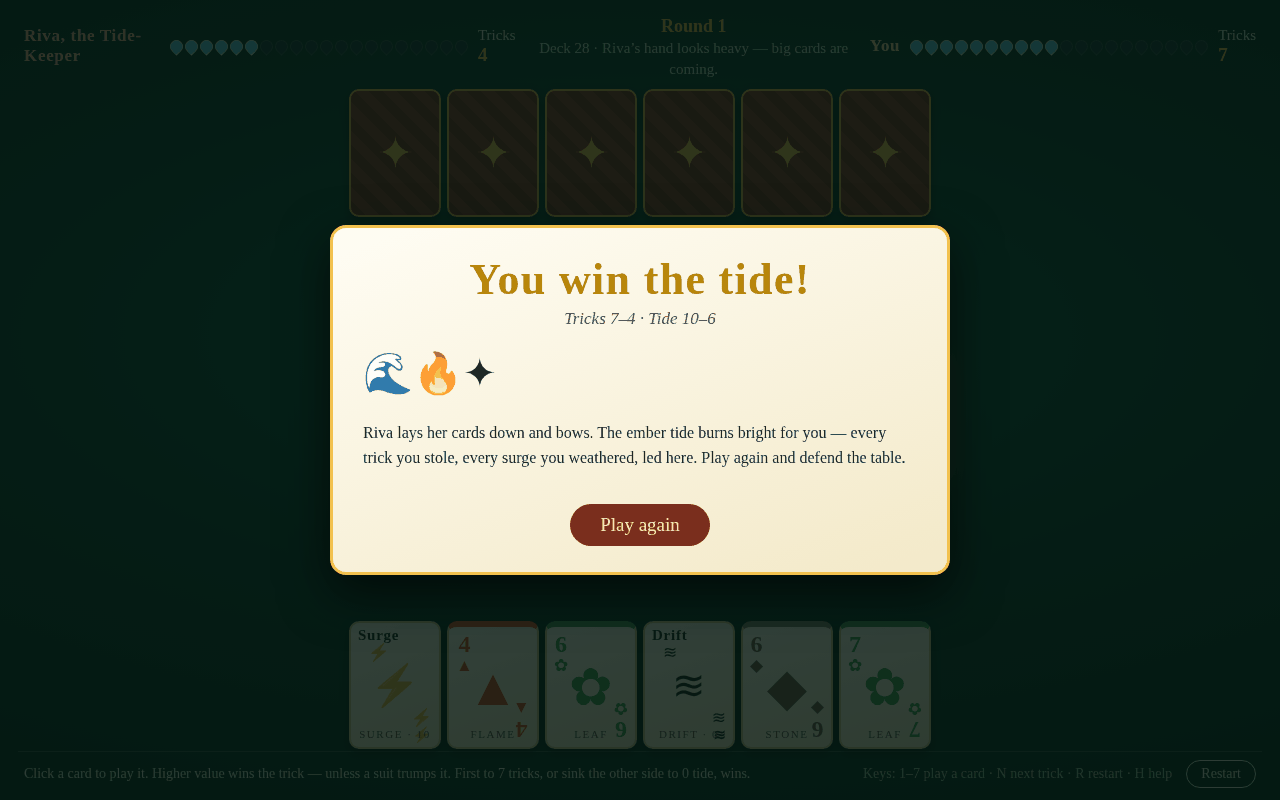 Riva, the Tide-
Keeper
Tricks
4
Round 1
Deck 28 · Riva's hand looks heavy — big cards are
coming.
You
Tricks
7
You win the tide!
Tricks 7–4 · Tide 10–6
Riva lays her cards down and bows. The ember tide burns bright for you — every
trick you stole, every surge you weathered, led here. Play again and defend the table.
Play again
Surge
SURGE · 10
4
FLAME
4
6
LEAF
6
Drift
DRIFT ·
6
STONE
6
7
LEAF
7
Click a card to play it. Higher value wins the trick — unless a suit trumps it. First to 7 tricks, or sink the other side to 0 tide, wins.
Keys: 1–7 play a card · N next trick · R restart · H help
Restart